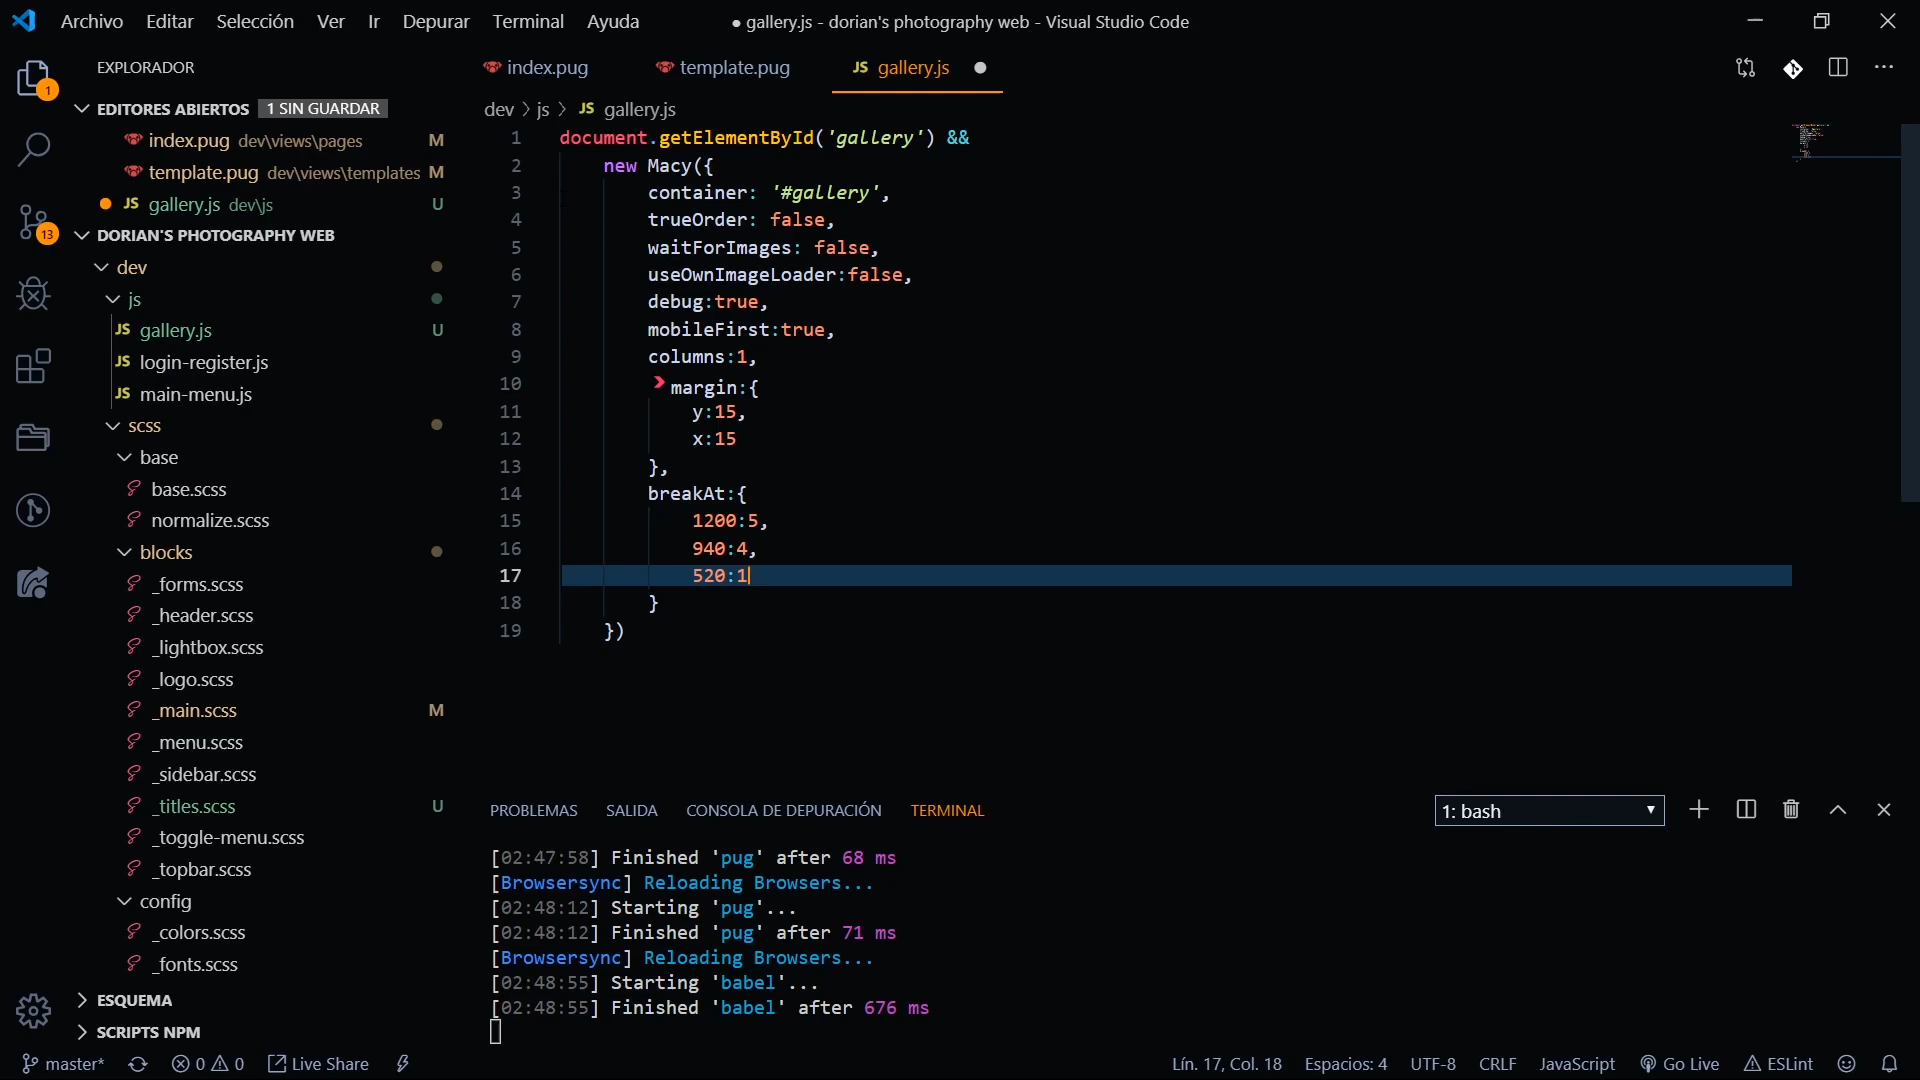 Archivo Editar Selección Ver Ir Depurar Terminal Ayuda
● gallery.js - dorian's photography web - Visual Studio Code
EXPLORADOR
1
EDITORES ABIERTOS 1 SIN GUARDAR
index.pug dev\views\pages M
template.pug dev\views\templates M
JS gallery.js dev\js U
13
DORIAN'S PHOTOGRAPHY WEB
dev
js
JS gallery.js U
JS login-register.js
JS main-menu.js
scss
base
base.scss
normalize.scss
blocks
_forms.scss
_header.scss
_lightbox.scss
_logo.scss
_main.scss M
_menu.scss
_sidebar.scss
_titles.scss U
_toggle-menu.scss
_topbar.scss
config
_colors.scss
_fonts.scss
ESQUEMA
SCRIPTS NPM
index.pug template.pug JS gallery.js
dev > js > JS gallery.js
1 document.getElementById('gallery') &&
2 new Macy({
3 container: '#gallery',
4 trueOrder: false,
5 waitForImages: false,
6 useOwnImageLoader:false,
7 debug:true,
8 mobileFirst:true,
9 columns:1,
10 margin:{
11 y:15,
12 x:15
13 },
14 breakAt:{
15 1200:5,
16 940:4,
17 520:1
18 }
19 })
PROBLEMAS SALIDA CONSOLA DE DEPURACIÓN TERMINAL 1: bash
[02:47:58] Finished 'pug' after 68 ms
[Browsersync] Reloading Browsers...
[02:48:12] Starting 'pug'...
[02:48:12] Finished 'pug' after 71 ms
[Browsersync] Reloading Browsers...
[02:48:55] Starting 'babel'...
[02:48:55] Finished 'babel' after 676 ms
master* 0 0 Live Share Lín. 17, Col. 18 Espacios: 4 UTF-8 CRLF JavaScript Go Live ESLint